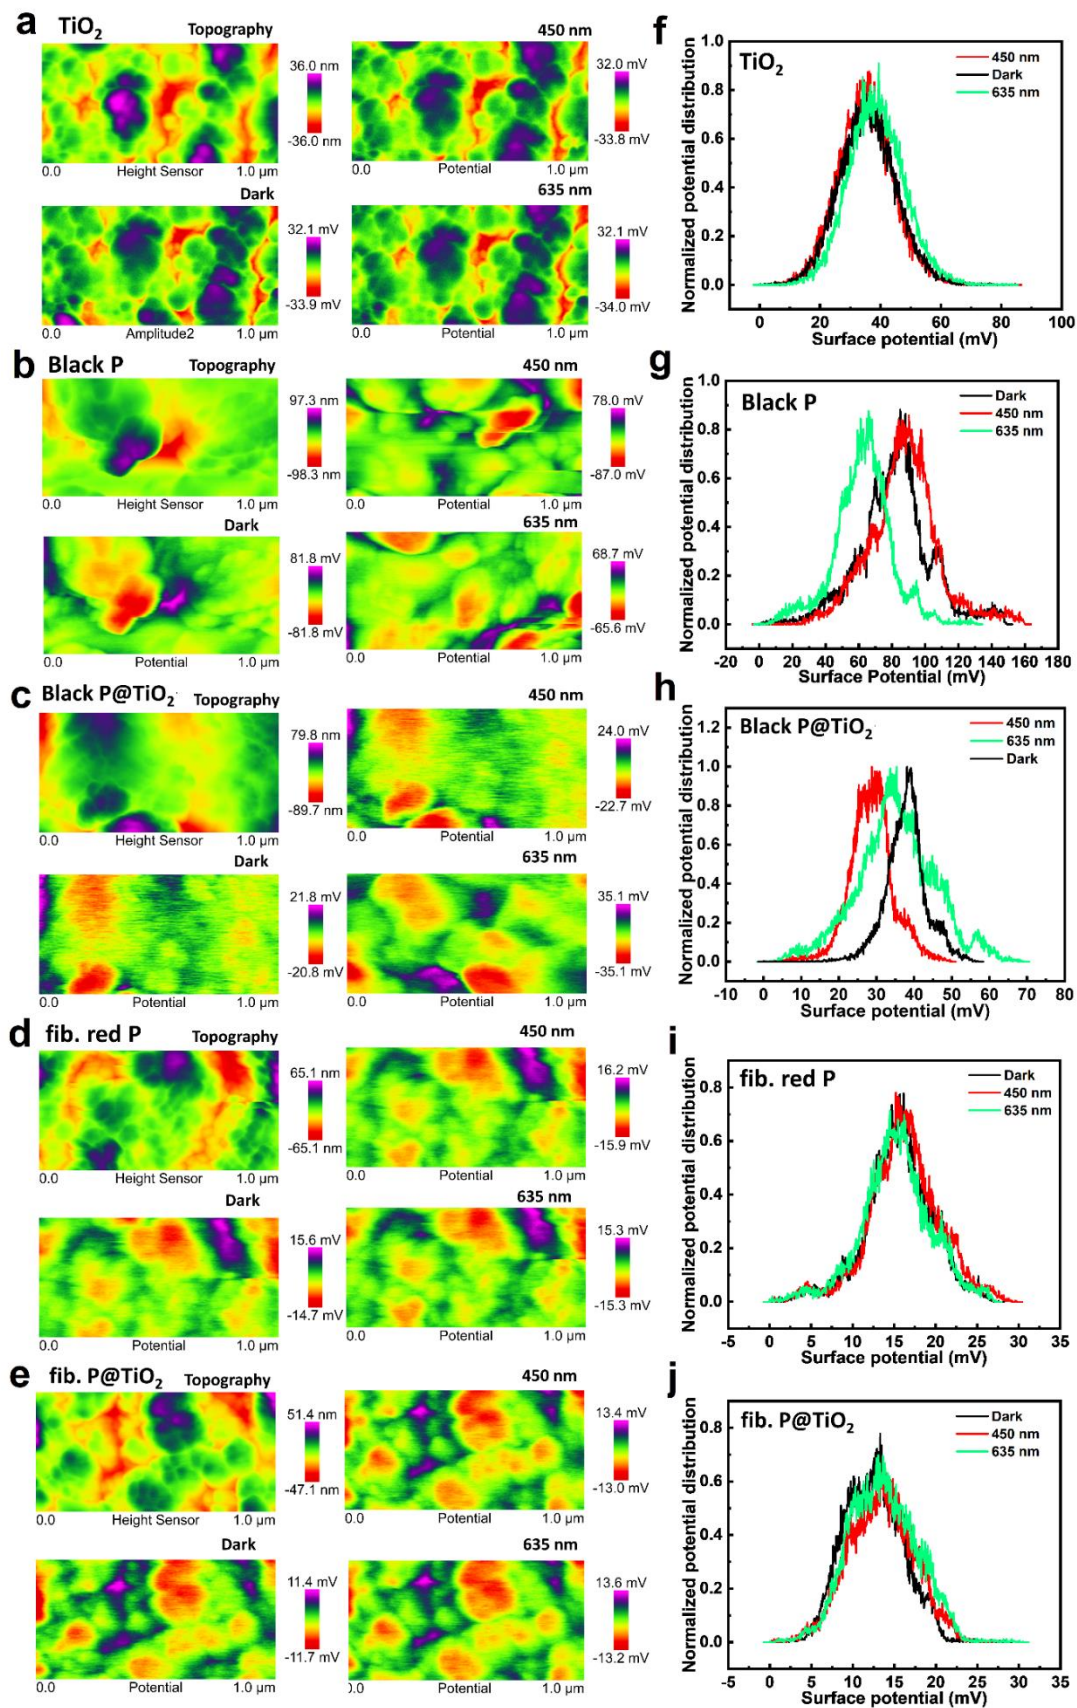 a TiO₂ Topography
36.0 nm
-36.0 nm
0.0 Height Sensor 1.0 µm
450 nm
32.0 mV
-33.8 mV
0.0 Potential 1.0 µm
Dark
32.1 mV
-33.9 mV
0.0 Amplitude2 1.0 µm
635 nm
32.1 mV
-34.0 mV
0.0 Potential 1.0 µm
b Black P Topography
97.3 nm
-98.3 nm
0.0 Height Sensor 1.0 µm
450 nm
78.0 mV
-87.0 mV
0.0 Potential 1.0 µm
Dark
81.8 mV
-81.8 mV
0.0 Potential 1.0 µm
635 nm
68.7 mV
-65.6 mV
0.0 Potential 1.0 µm
c Black P@TiO₂ Topography
79.8 nm
-89.7 nm
0.0 Height Sensor 1.0 µm
450 nm
24.0 mV
-22.7 mV
0.0 Potential 1.0 µm
Dark
21.8 mV
-20.8 mV
0.0 Potential 1.0 µm
635 nm
35.1 mV
-35.1 mV
0.0 Potential 1.0 µm
d fib. red P Topography
65.1 nm
-65.1 nm
0.0 Height Sensor 1.0 µm
450 nm
16.2 mV
-15.9 mV
0.0 Potential 1.0 µm
Dark
15.6 mV
-14.7 mV
0.0 Potential 1.0 µm
635 nm
15.3 mV
-15.3 mV
0.0 Potential 1.0 µm
e fib. P@TiO₂ Topography
51.4 nm
-47.1 nm
0.0 Height Sensor 1.0 µm
450 nm
13.4 mV
-13.0 mV
0.0 Potential 1.0 µm
Dark
11.4 mV
-11.7 mV
0.0 Potential 1.0 µm
635 nm
13.6 mV
-13.2 mV
0.0 Potential 1.0 µm
f
TiO₂
450 nm
Dark
635 nm
Normalized potential distribution
1.0
0.8
0.6
0.4
0.2
0.0
0 20 40 60 80 100
Surface potential (mV)
g
Black P
Dark
450 nm
635 nm
Normalized potential distribution
1.0
0.8
0.6
0.4
0.2
0.0
-20 0 20 40 60 80 100 120 140 160 180
Surface Potential (mV)
h
Black P@TiO₂
450 nm
635 nm
Dark
Normalized potential distribution
1.2
1.0
0.8
0.6
0.4
0.2
0.0
-10 0 10 20 30 40 50 60 70 80
Surface potential (mV)
i
fib. red P
Dark
450 nm
635 nm
Normalized potential distribution
0.8
0.6
0.4
0.2
0.0
-5 0 5 10 15 20 25 30 35
Surface potential (mV)
j
fib. P@TiO₂
Dark
450 nm
635 nm
Normalized potential distribution
0.8
0.6
0.4
0.2
0.0
-5 0 5 10 15 20 25 30 35
Surface potential (mV)